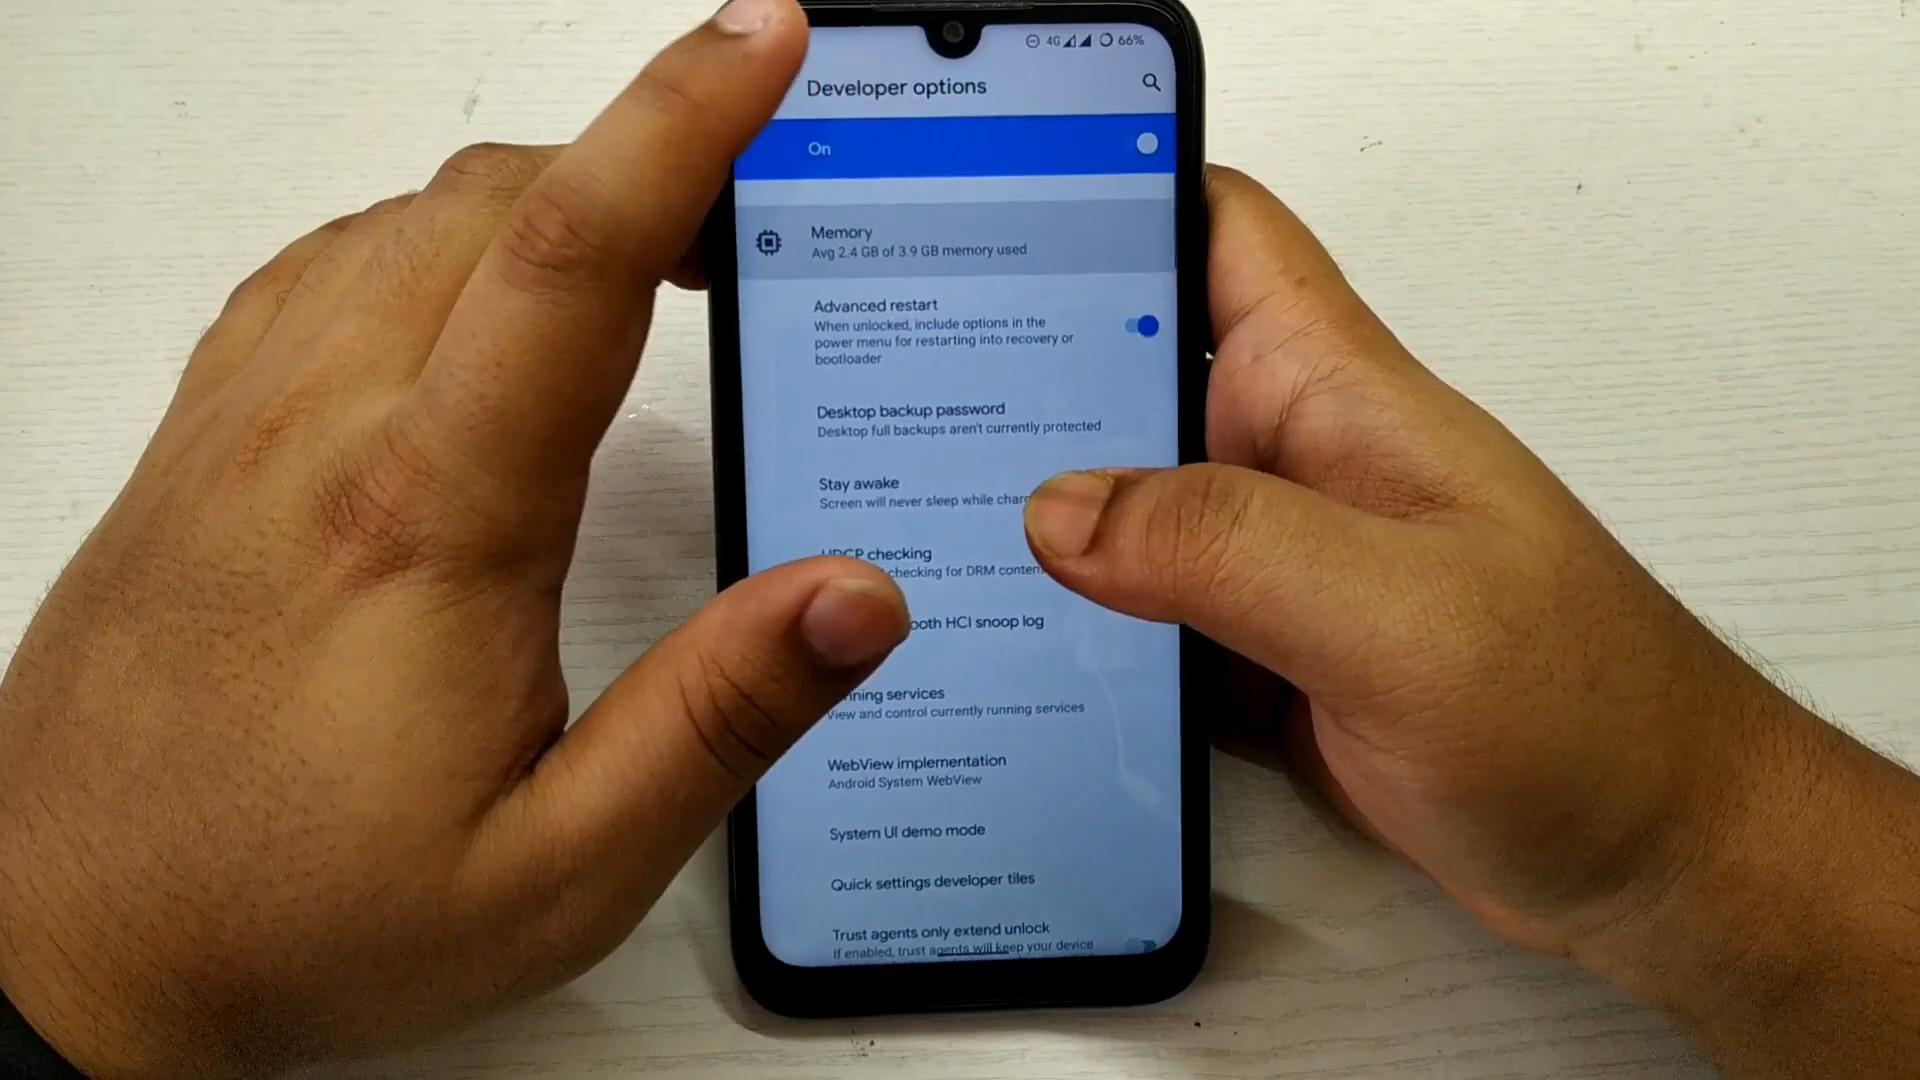 4G 66%
Developer options
On
Memory
Avg 2.4 GB of 3.9 GB memory used
Advanced restart
When unlocked, include options in the
power menu for restarting into recovery or
bootloader
Desktop backup password
Desktop full backups aren't currently protected
Stay awake
Screen will never sleep while
checking
checking for DRM
HCI snoop log
services
View and control currently running services
WebView implementation
Android System WebView
System UI demo mode
Quick settings developer tiles
Trust agents only extend unlock
If enabled, trust agents will keep your device